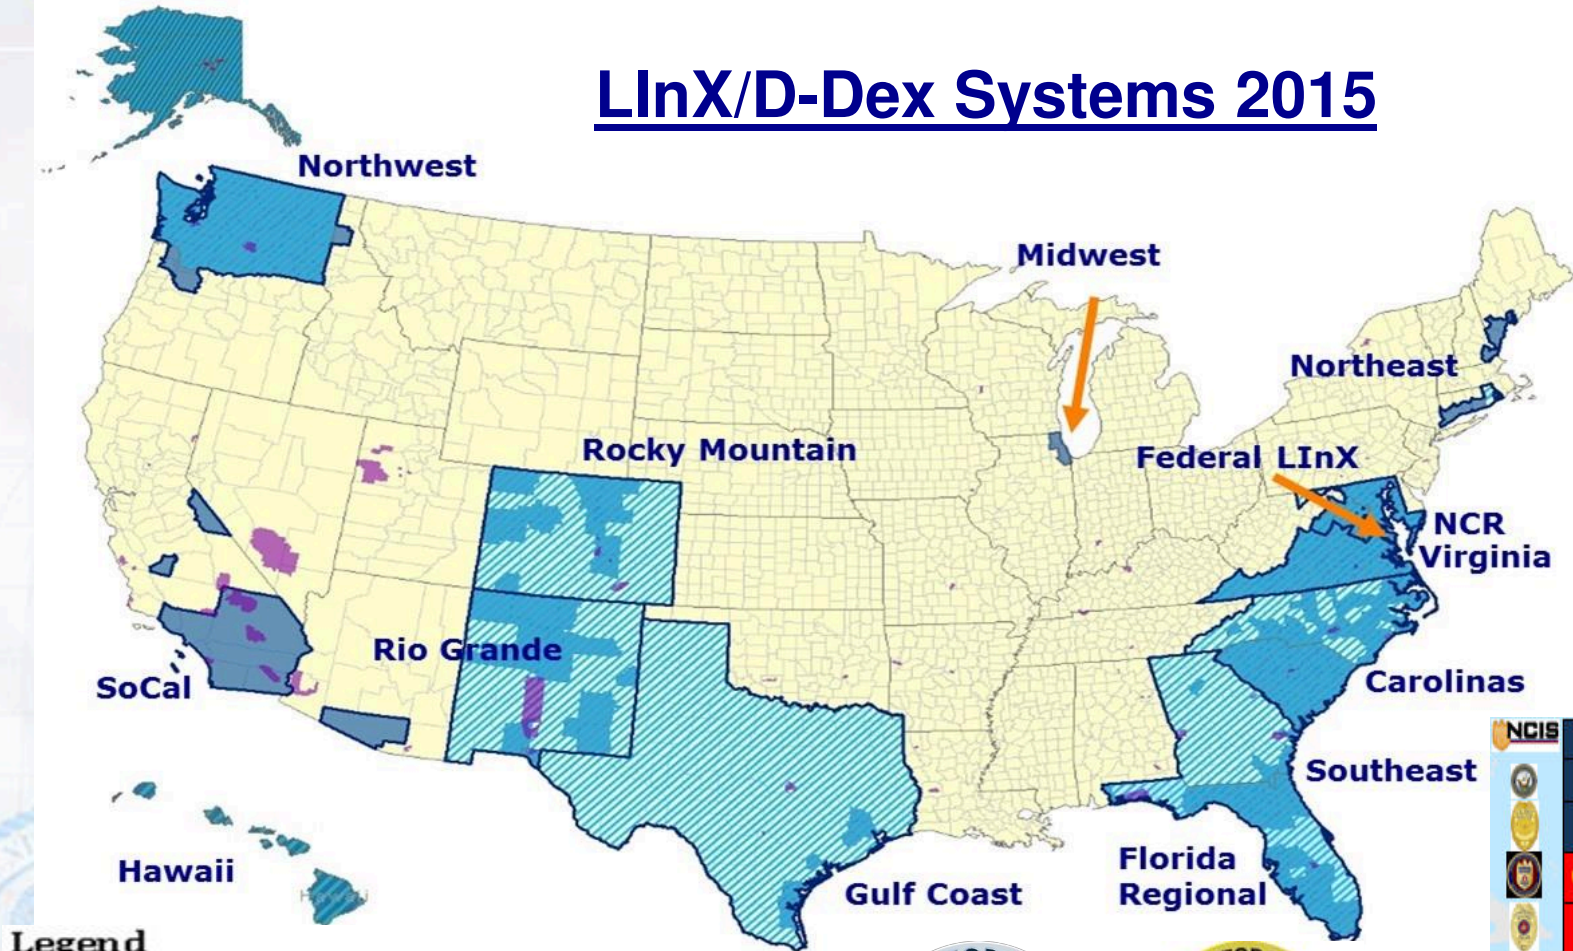 LInX/D-Dex Systems 2015
Northwest
Midwest
Northeast
Rocky Mountain
Federal LInX
NCR
Virginia
Rio Grande
SoCal
Carolinas
NCIS
Southeast
Hawaii
Florida
Regional
Gulf Coast
Legend